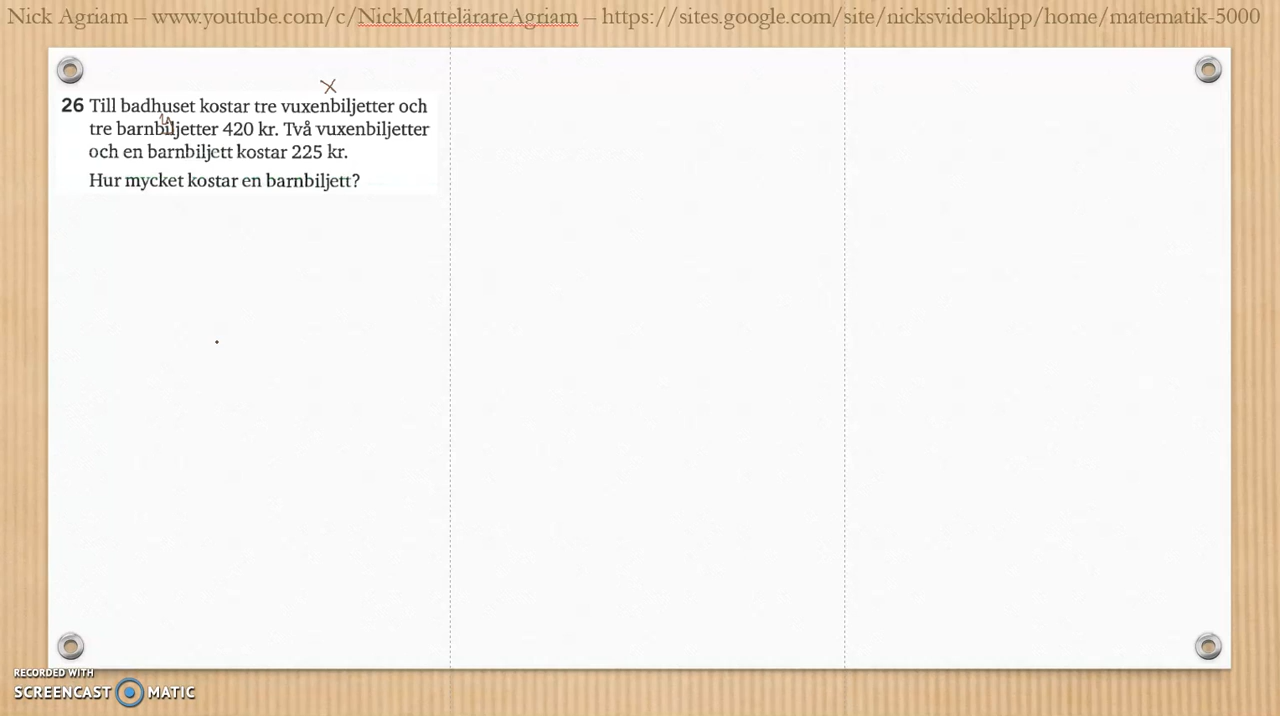 Nick Agriam – www.youtube.com/c/NickMattelärareAgriam – https://sites.google.com/site/nicksvideoklipp/home/matematik-5000
x
26 Till badhuset kostar tre vuxenbiljetter och
y
tre barnbiljetter 420 kr. Två vuxenbiljetter
och en barnbiljett kostar 225 kr.
Hur mycket kostar en barnbiljett?
RECORDED WITH
SCREENCAST MATIC